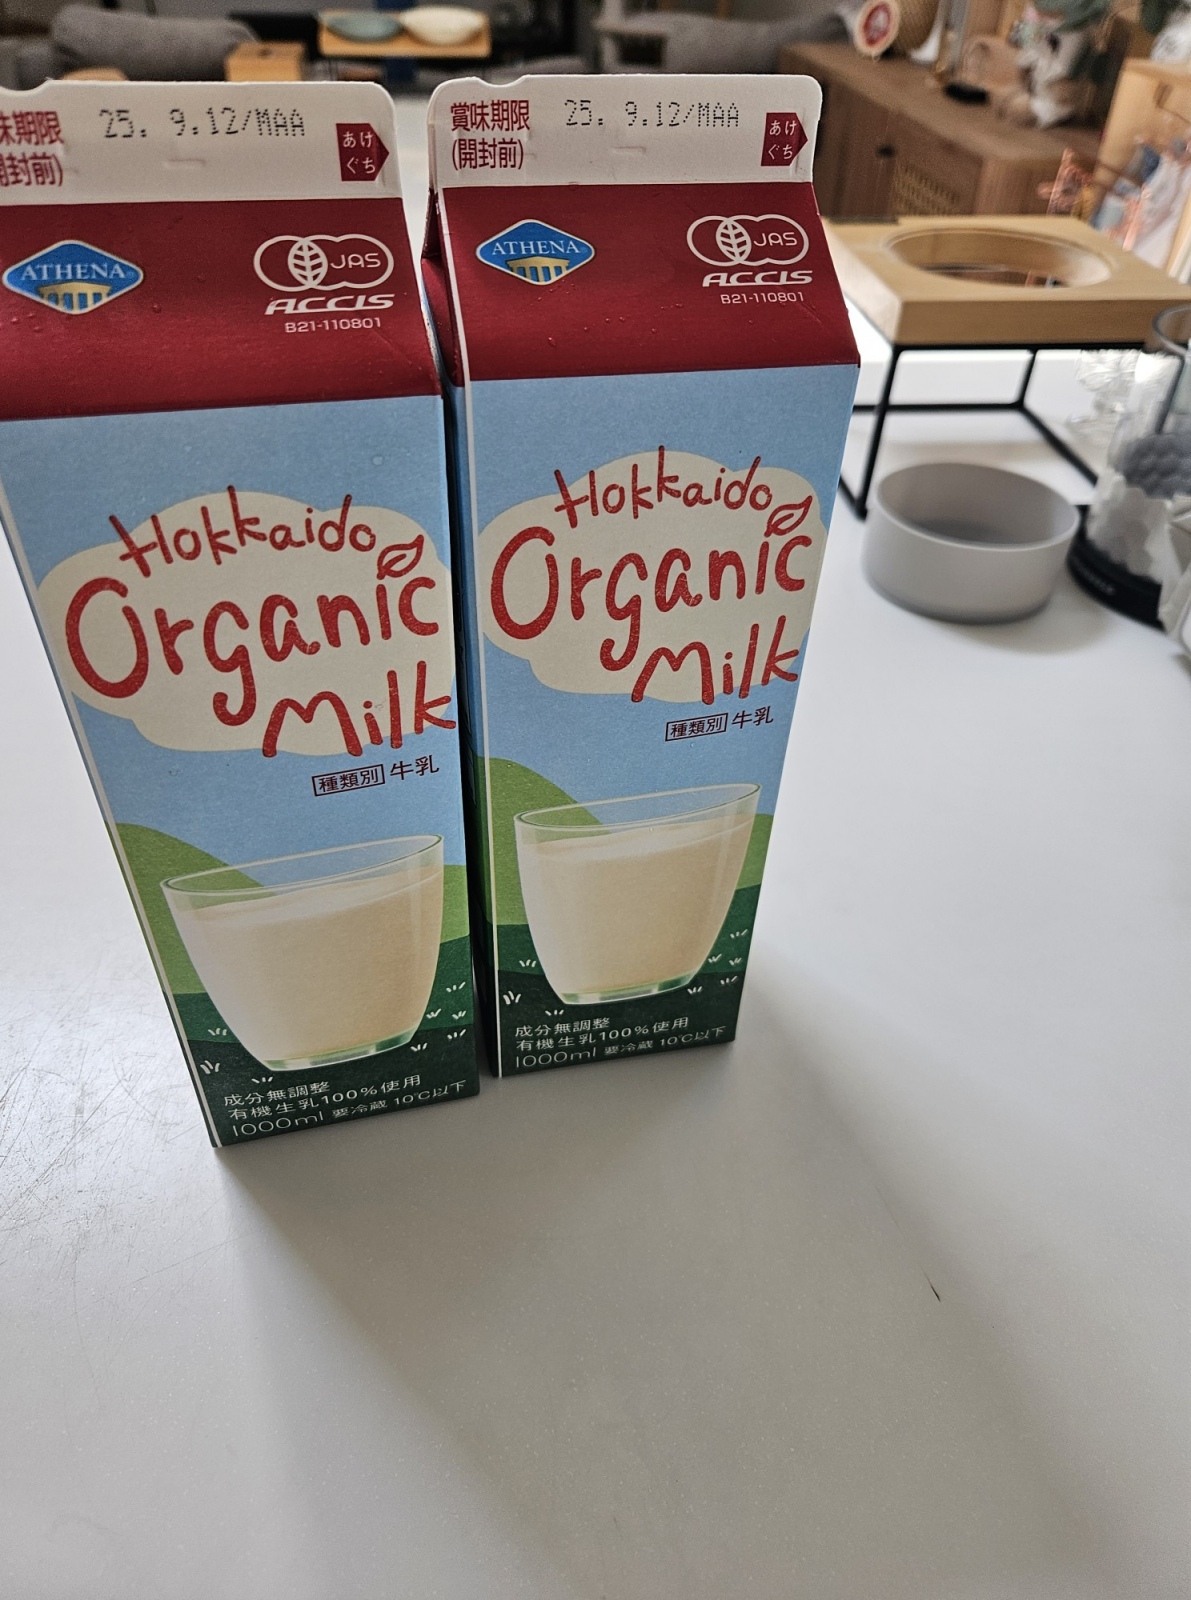 味期限
開封前)
25. 9.12/MAA
あけ
ぐち
ATHENA
JAS
ACCIS
B21-110801
Hokkaido
Organic
Milk
種類別 牛乳
成分無調整
有機生乳100%使用
1000ml 要冷蔵 10℃以下
賞味期限
(開封前)
25. 9.12/MAA
あけ
ぐち
ATHENA
JAS
ACCIS
B21-110801
Hokkaido
Organic
Milk
種類別 牛乳
成分無調整
有機生乳100%使用
1000ml 要冷蔵 10℃以下